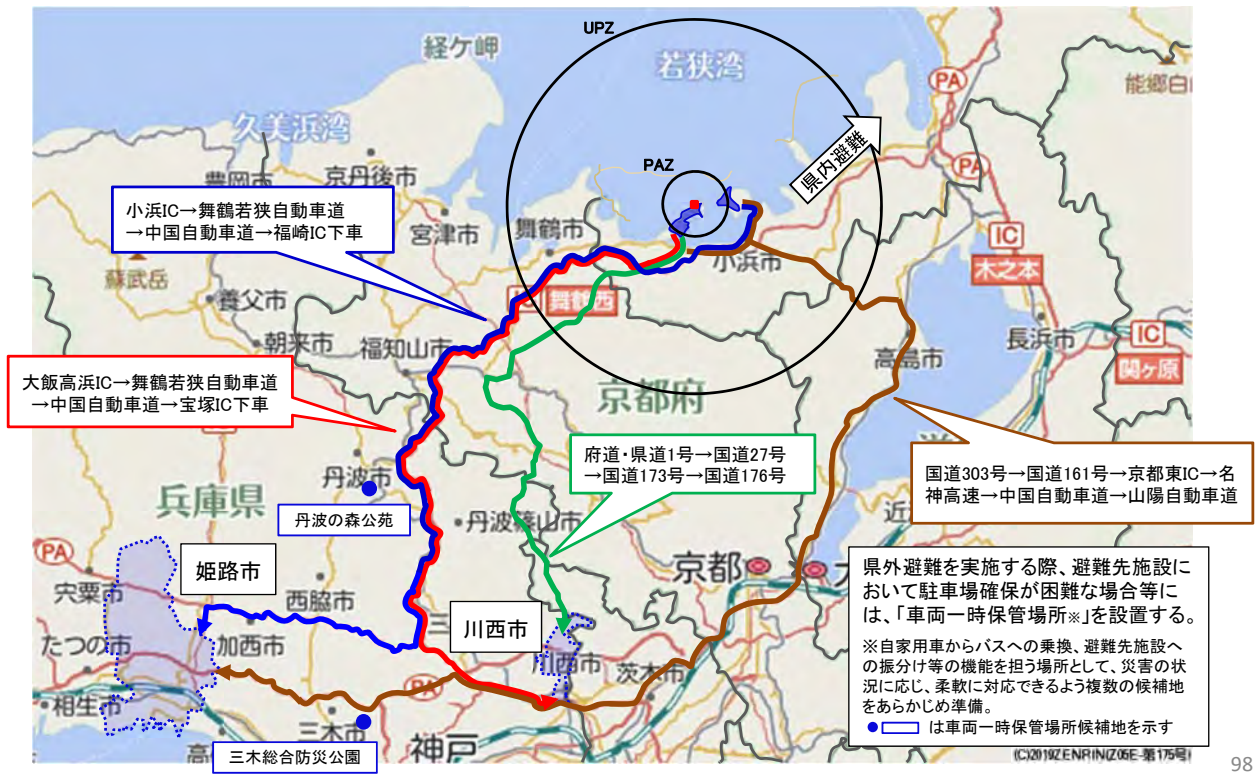 UPZ
経ケ岬
若狭湾
PA
能郷白
久美浜湾
県内避難
PAZ
PA
豊岡市
京丹後市
小浜IC→舞鶴若狭自動車道
→中国自動車道→福崎IC下車
宮津市
舞鶴市
小浜市
IC
木之本
蘇武岳
養父市
IC
舞鶴西
長浜市
IC
関ヶ原
朝来市
福知山市
高島市
大飯高浜IC→舞鶴若狭自動車道
→中国自動車道→宝塚IC下車
京都府
府道・県道1号→国道27号
→国道173号→国道176号
国道303号→国道161号→京都東IC→名
神高速→中国自動車道→山陽自動車道
丹波市
兵庫県
丹波の森公苑
丹波篠山市
近
PA
京都
姫路市
宍粟市
西脇市
川西市
三
加西市
たつの市
川西市
茨木市
PA
相生市
三木市
神戸
高
三木総合防災公園
県外避難を実施する際、避難先施設に
おいて駐車場確保が困難な場合等に
は、「車両一時保管場所※」を設置する。
※自家用車からバスへの乗換、避難先施設へ
の振分け等の機能を担う場所として、災害の状
況に応じ、柔軟に対応できるよう複数の候補地
をあらかじめ準備。
は車両一時保管場所候補地を示す
(C)2019ZENRIN(Z05E-第175号)
98